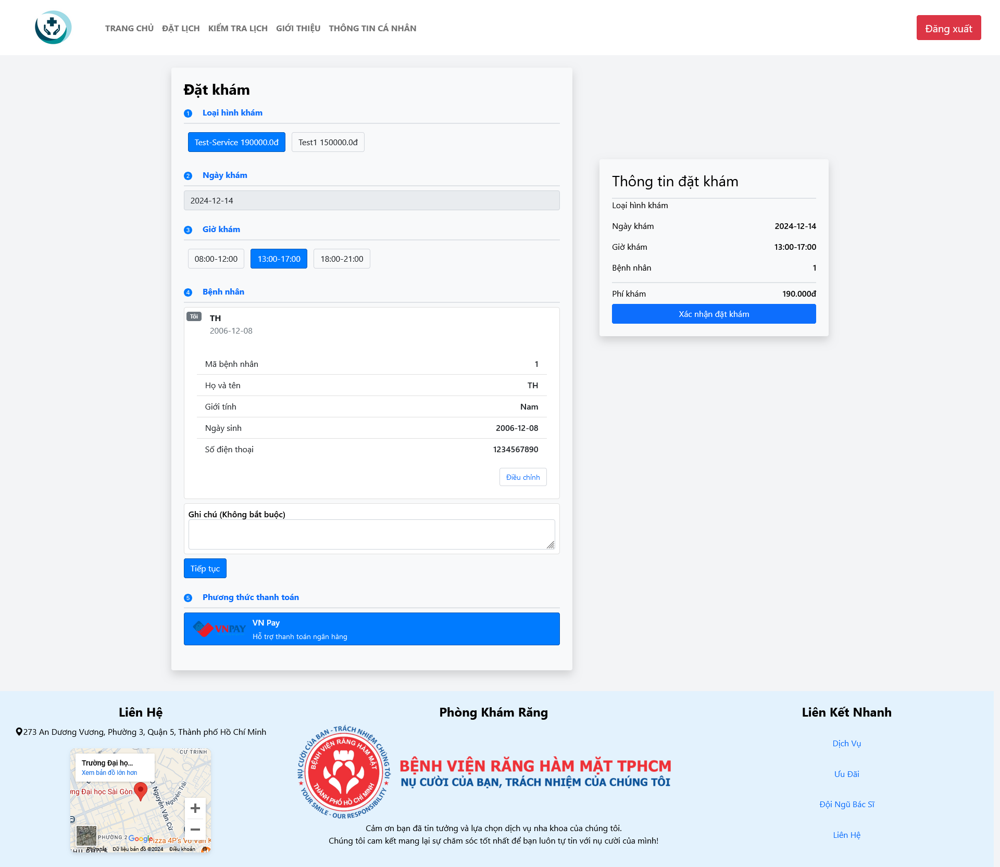 TRANG CHỦ ĐẶT LỊCH KIỂM TRA LỊCH GIỚI THIỆU THÔNG TIN CÁ NHÂN
Đăng xuất
Đặt khám
1 Loại hình khám
Test-Service 190000.0đ Test1 150000.0đ
2 Ngày khám
2024-12-14
3 Giờ khám
08:00-12:00 13:00-17:00 18:00-21:00
4 Bệnh nhân
Tôi TH
2006-12-08
Mã bệnh nhân 1
Họ và tên TH
Giới tính Nam
Ngày sinh 2006-12-08
Số điện thoại 1234567890
Điều chỉnh
Ghi chú (Không bắt buộc)
Tiếp tục
5 Phương thức thanh toán
VNPAY VN Pay
Hỗ trợ thanh toán ngân hàng
Thông tin đặt khám
Loại hình khám
Ngày khám 2024-12-14
Giờ khám 13:00-17:00
Bệnh nhân 1
Phí khám 190.000đ
Xác nhận đặt khám
Liên Hệ
273 An Dương Vương, Phường 3, Quận 5, Thành phố Hồ Chí Minh
CƯ TRINH
Trường Đại họ...
Xem bản đồ lớn hơn
ng Đại học Sài Gòn
Nguyễn Văn Cừ
Nguyễn Trãi
PHƯỜNG 2 Google
Pizza 4P's Võ Văn K
Phím tắt Dữ liệu bản đồ ©2024 Điều khoản
Phòng Khám Răng
NỤ CƯỜI CỦA BẠN - TRÁCH NHIỆM CHÚNG TÔI
BỆNH VIỆN RĂNG HÀM MẶT
THÀNH PHỐ HỒ CHÍ MINH
YOUR SMILE - OUR RESPONSIBILITY
BỆNH VIỆN RĂNG HÀM MẶT TPHCM
NỤ CƯỜI CỦA BẠN, TRÁCH NHIỆM CỦA CHÚNG TÔI
Cảm ơn bạn đã tin tưởng và lựa chọn dịch vụ nha khoa của chúng tôi.
Chúng tôi cam kết mang lại sự chăm sóc tốt nhất để bạn luôn tự tin với nụ cười của mình!
Liên Kết Nhanh
Dịch Vụ
Ưu Đãi
Đội Ngũ Bác Sĩ
Liên Hệ